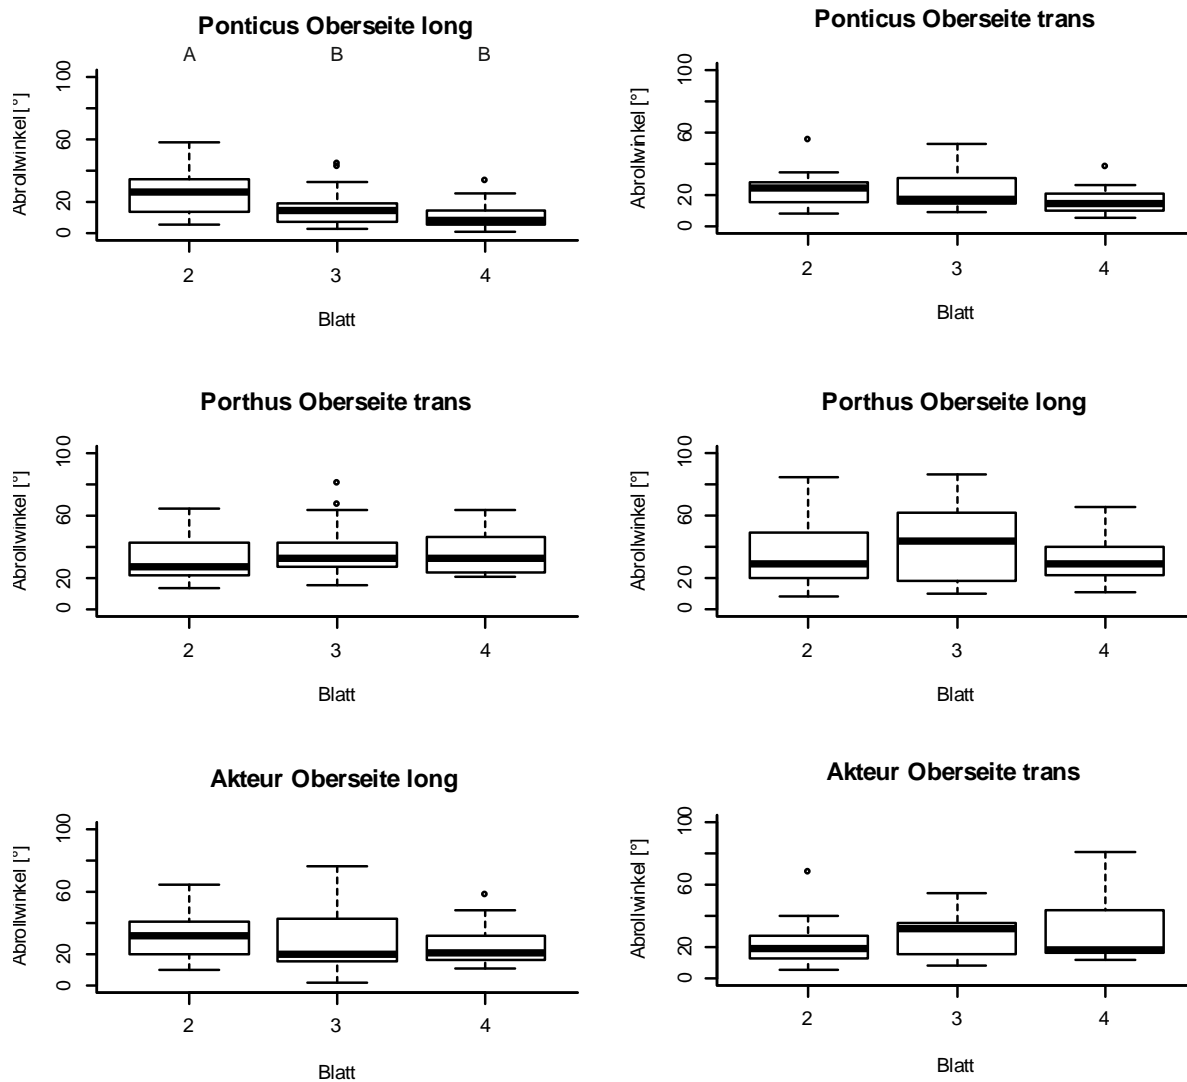 Ponticus Oberseite long
A B B
Abrollwinkel [°]
100
60
20
0
2 3 4
Blatt
Ponticus Oberseite trans
Abrollwinkel [°]
100
60
20
0
2 3 4
Blatt
Porthus Oberseite trans
Abrollwinkel [°]
100
60
20
0
2 3 4
Blatt
Porthus Oberseite long
Abrollwinkel [°]
100
60
20
0
2 3 4
Blatt
Akteur Oberseite long
Abrollwinkel [°]
100
60
20
0
2 3 4
Blatt
Akteur Oberseite trans
Abrollwinkel [°]
100
60
20
0
2 3 4
Blatt